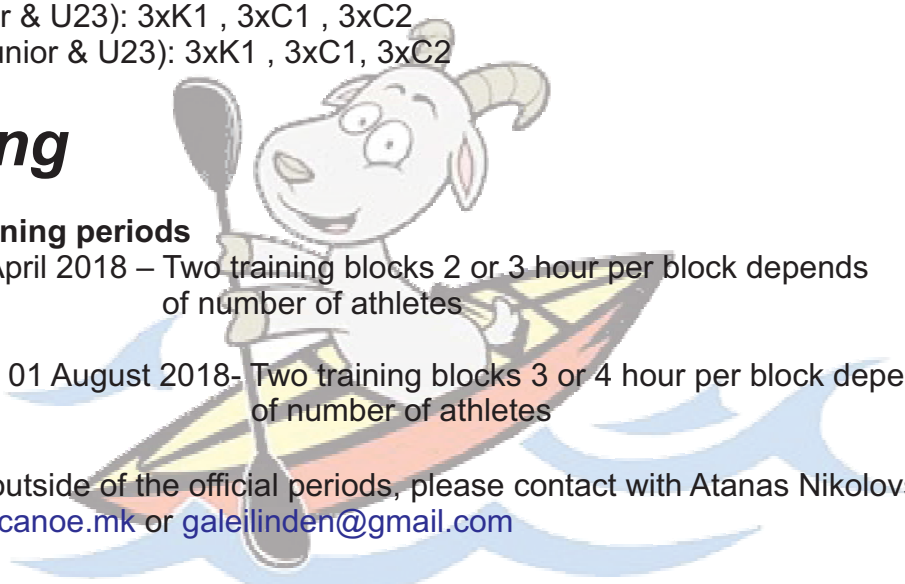 r & U23): 3xK1 , 3xC1 , 3xC2
unior & U23): 3xK1 , 3xC1, 3xC2
ng
ning periods
April 2018 – Two training blocks 2 or 3 hour per block depends
of number of athletes
01 August 2018- Two training blocks 3 or 4 hour per block depe
of number of athletes
outside of the official periods, please contact with Atanas Nikolovs
canoe.mk or galeilinden@gmail.com